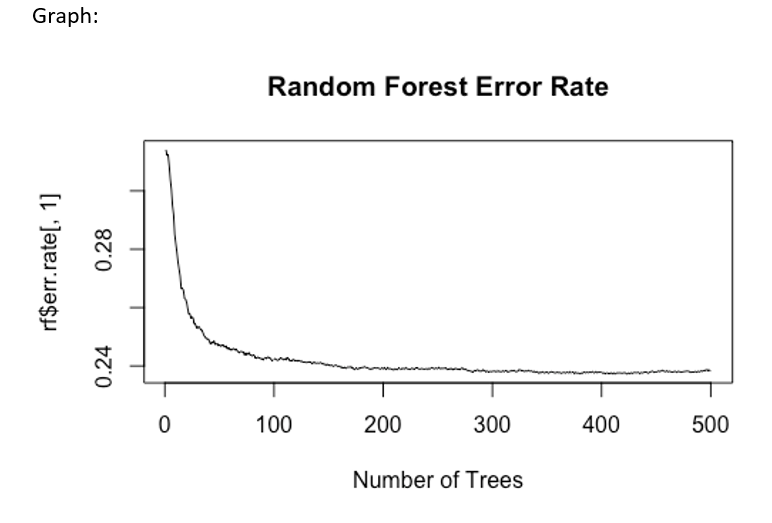 Graph:
Random Forest Error Rate
rf$err.rate[, 1]
0.28
0.24
0 100 200 300 400 500
Number of Trees